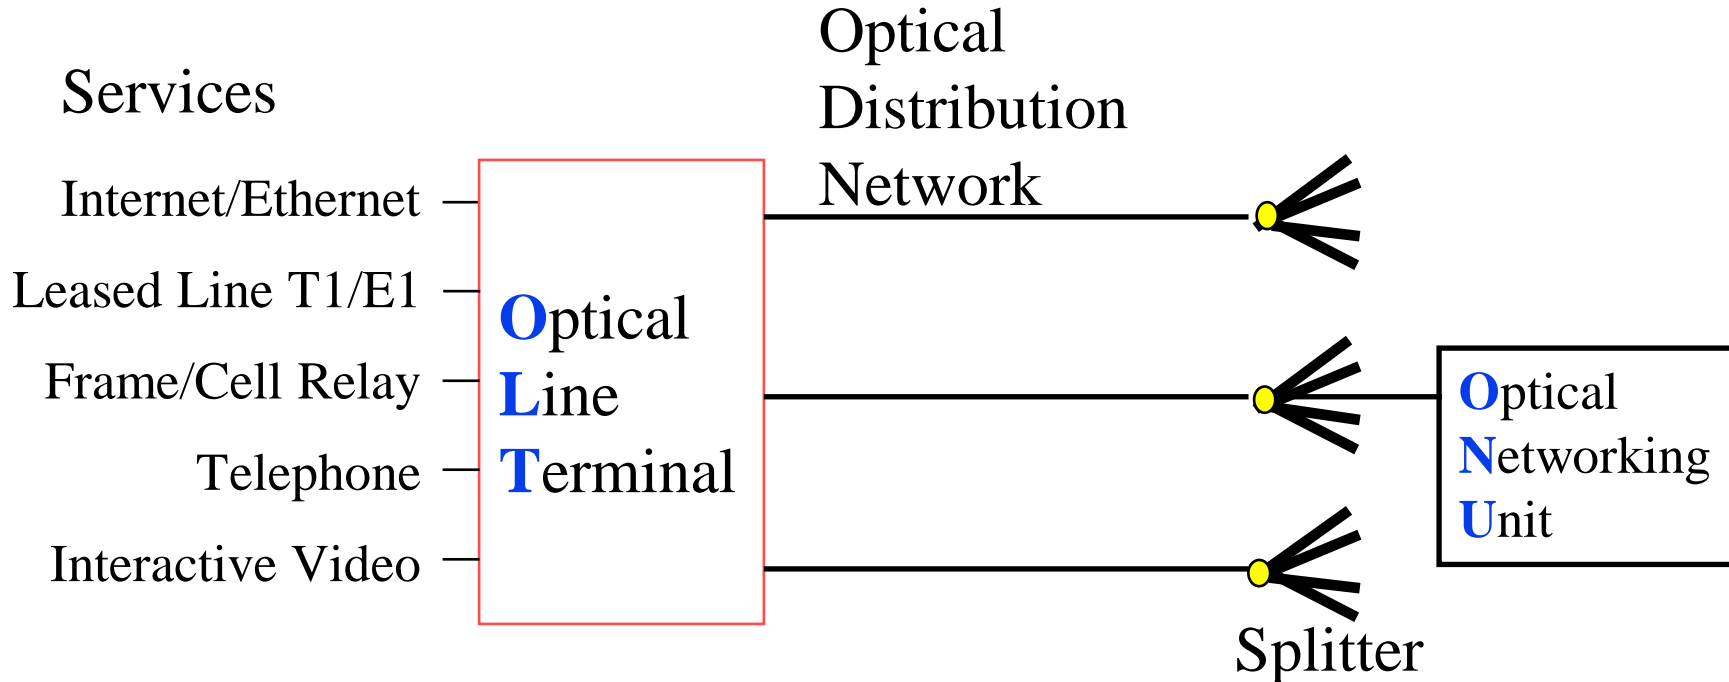 Services
Internet/Ethernet
Leased Line T1/E1
Frame/Cell Relay
Telephone
Interactive Video
Optical
Line
Terminal
Optical
Distribution
Network
Splitter
Optical
Networking
Unit